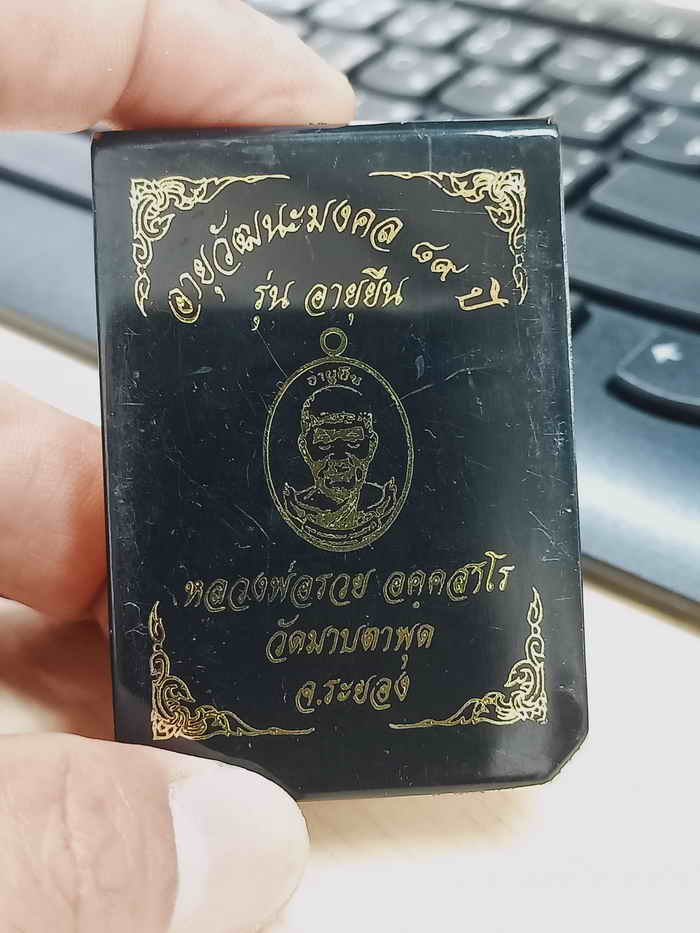 อายุวัฒนะมงคล ๘๙ ปี
รุ่น อายุยืน
อายุยืน
หลวงพ่อรวย อคฺคสาโร
วัดมาบตาพุด
จ.ระยอง